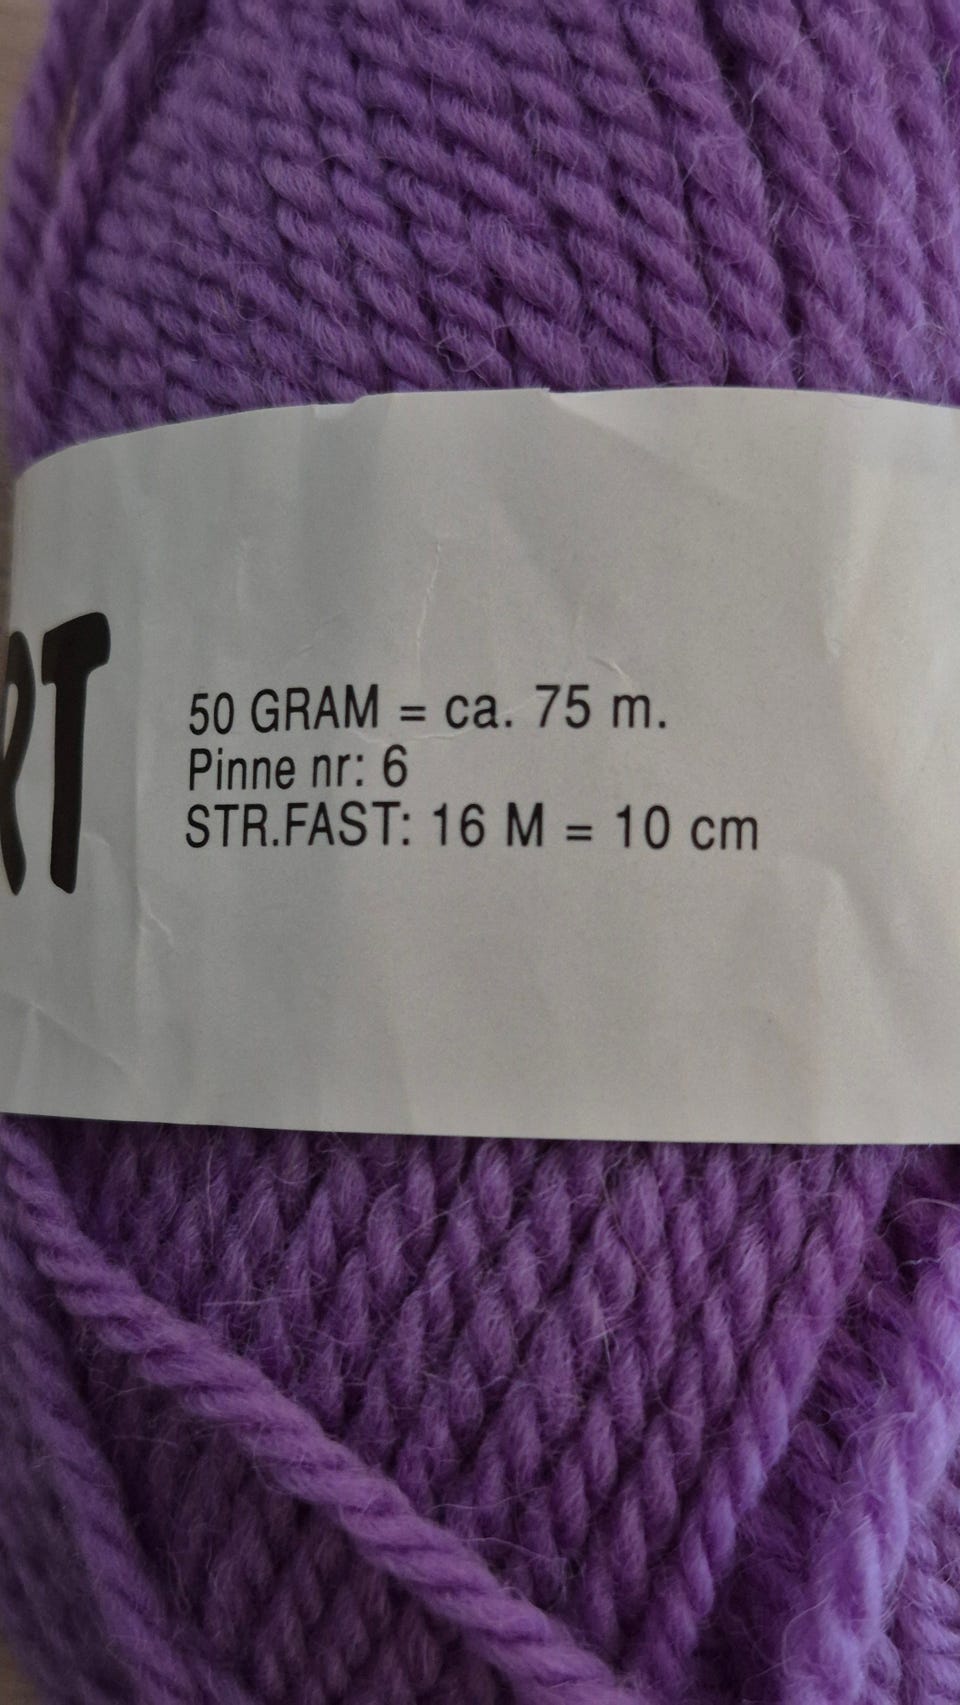 RT
50 GRAM = ca. 75 m.
Pinne nr: 6
STR.FAST: 16 M = 10 cm